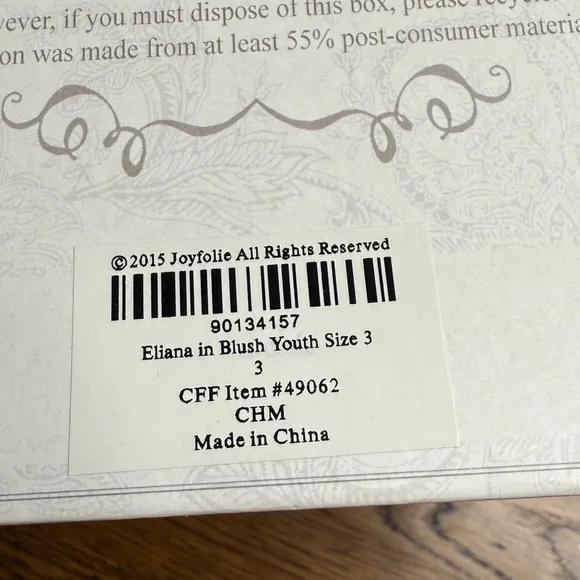 ever, if you must dispose of this box, please recycle
on was made from at least 55% post-consumer materia
©2015 Joyfolie All Rights Reserved
90134157
Eliana in Blush Youth Size 3
3
CFF Item #49062
CHM
Made in China